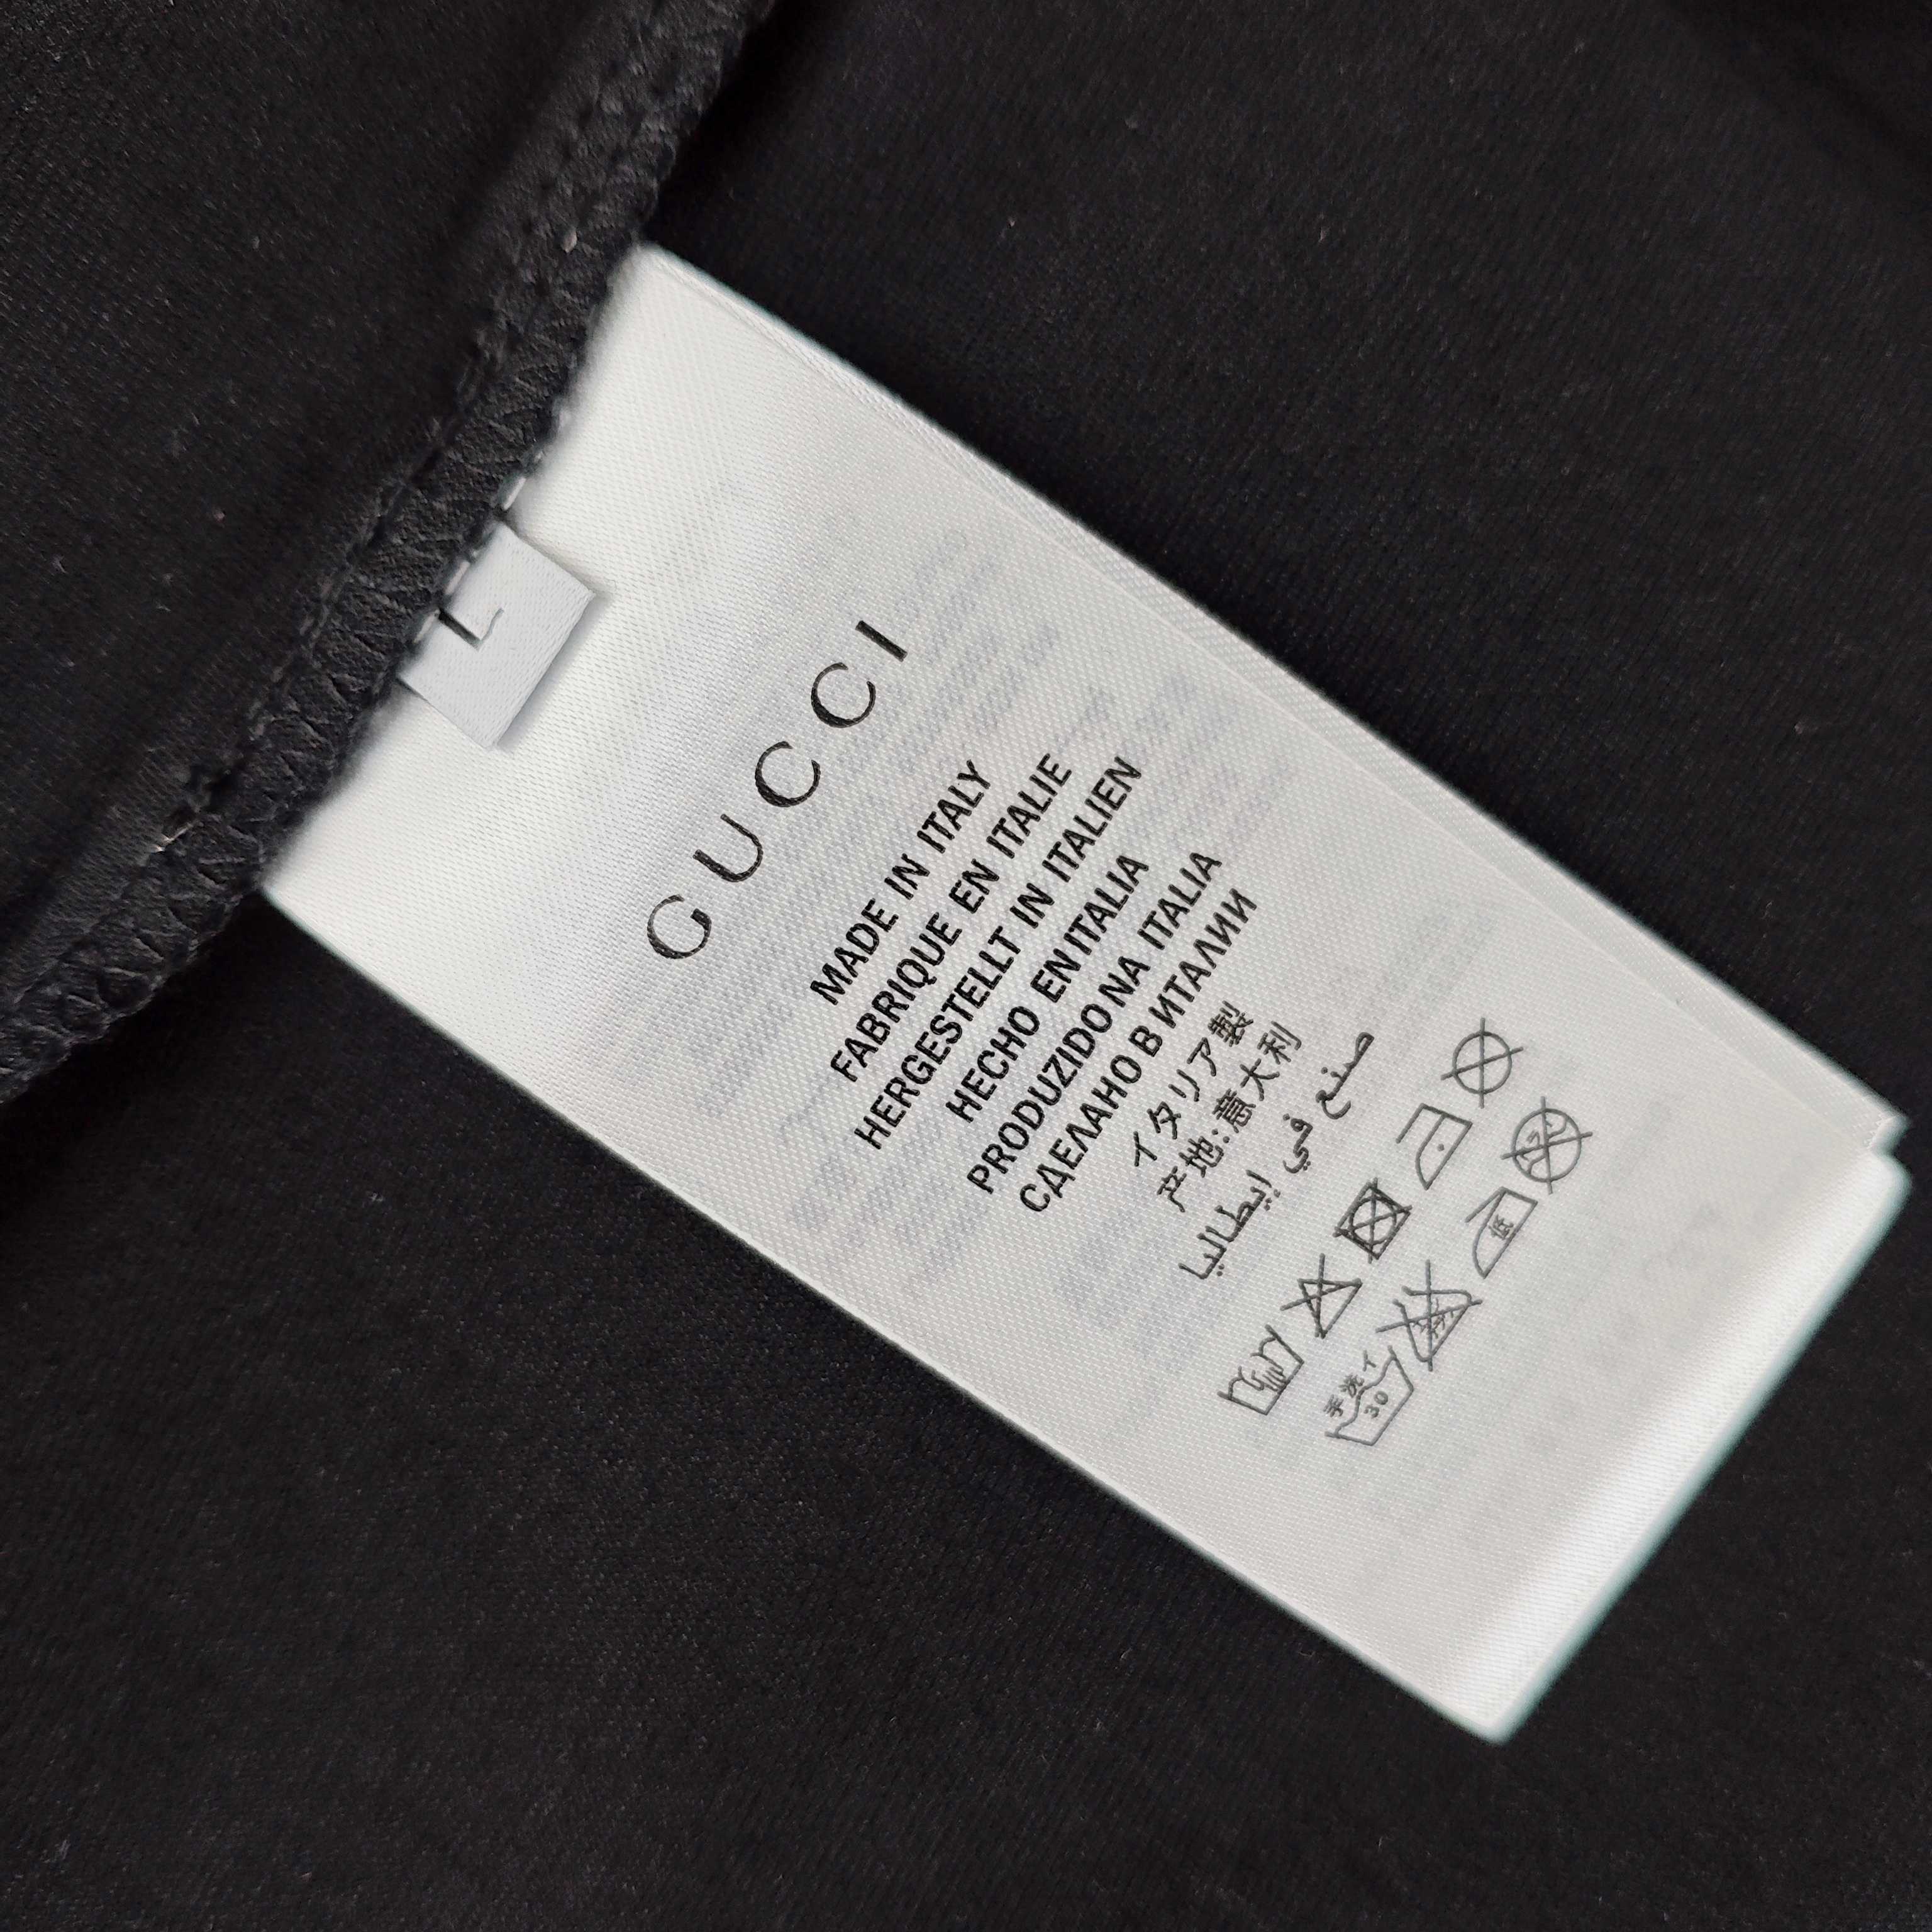 L
GUCCI
MADE IN ITALY
FABRIQUE EN ITALIE
HERGESTELLT IN ITALIEN
HECHO EN ITALIA
PRODUZIDO NA ITALIA
СДЕЛАНО В ИТАЛИИ
イタリア製
产地:意大利
صنع في إيطاليا
低
手洗イ
30